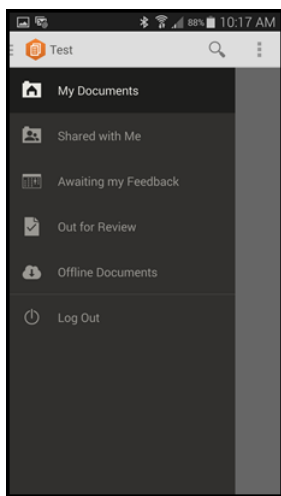 88% 10:17 AM
Test
My Documents
Shared with Me
Awaiting my Feedback
Out for Review
Offline Documents
Log Out